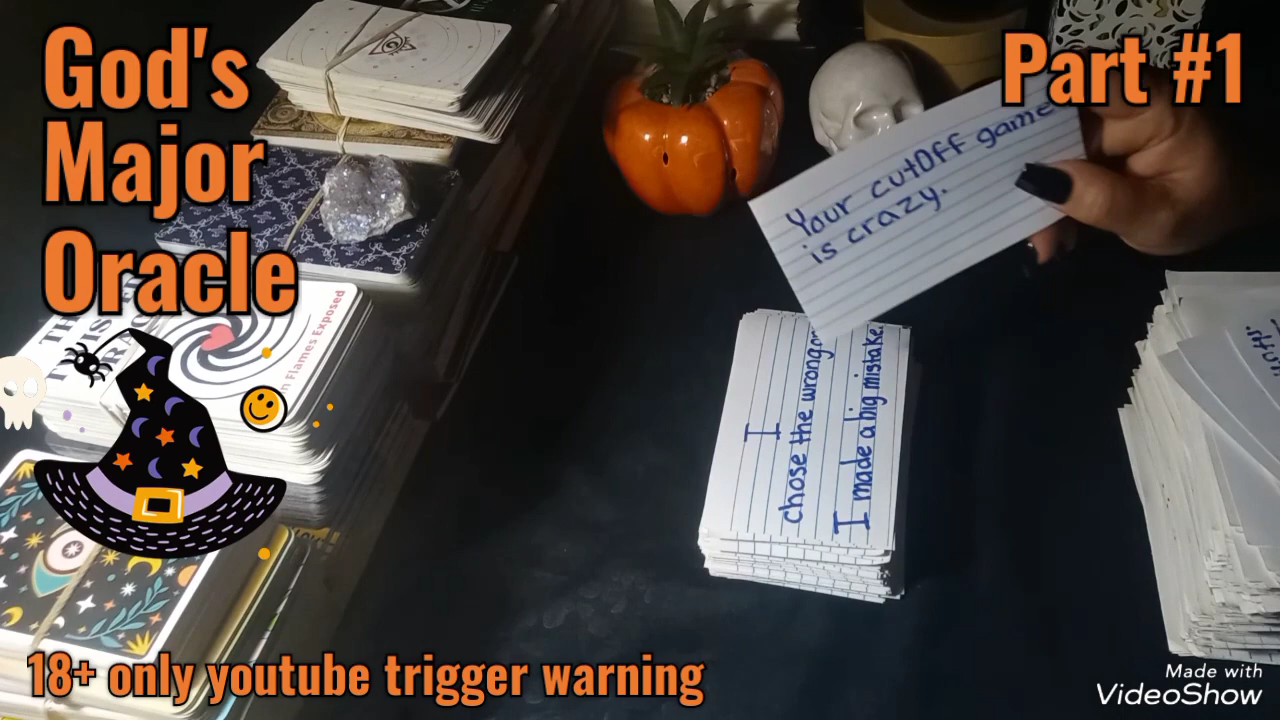 God's
Major
Oracle
Part #1
Your cutOff game
is crazy.
I
chose the wrong
I made a big mistake.
n Flames Exposed
18+ only youtube trigger warning
Made with
VideoShow